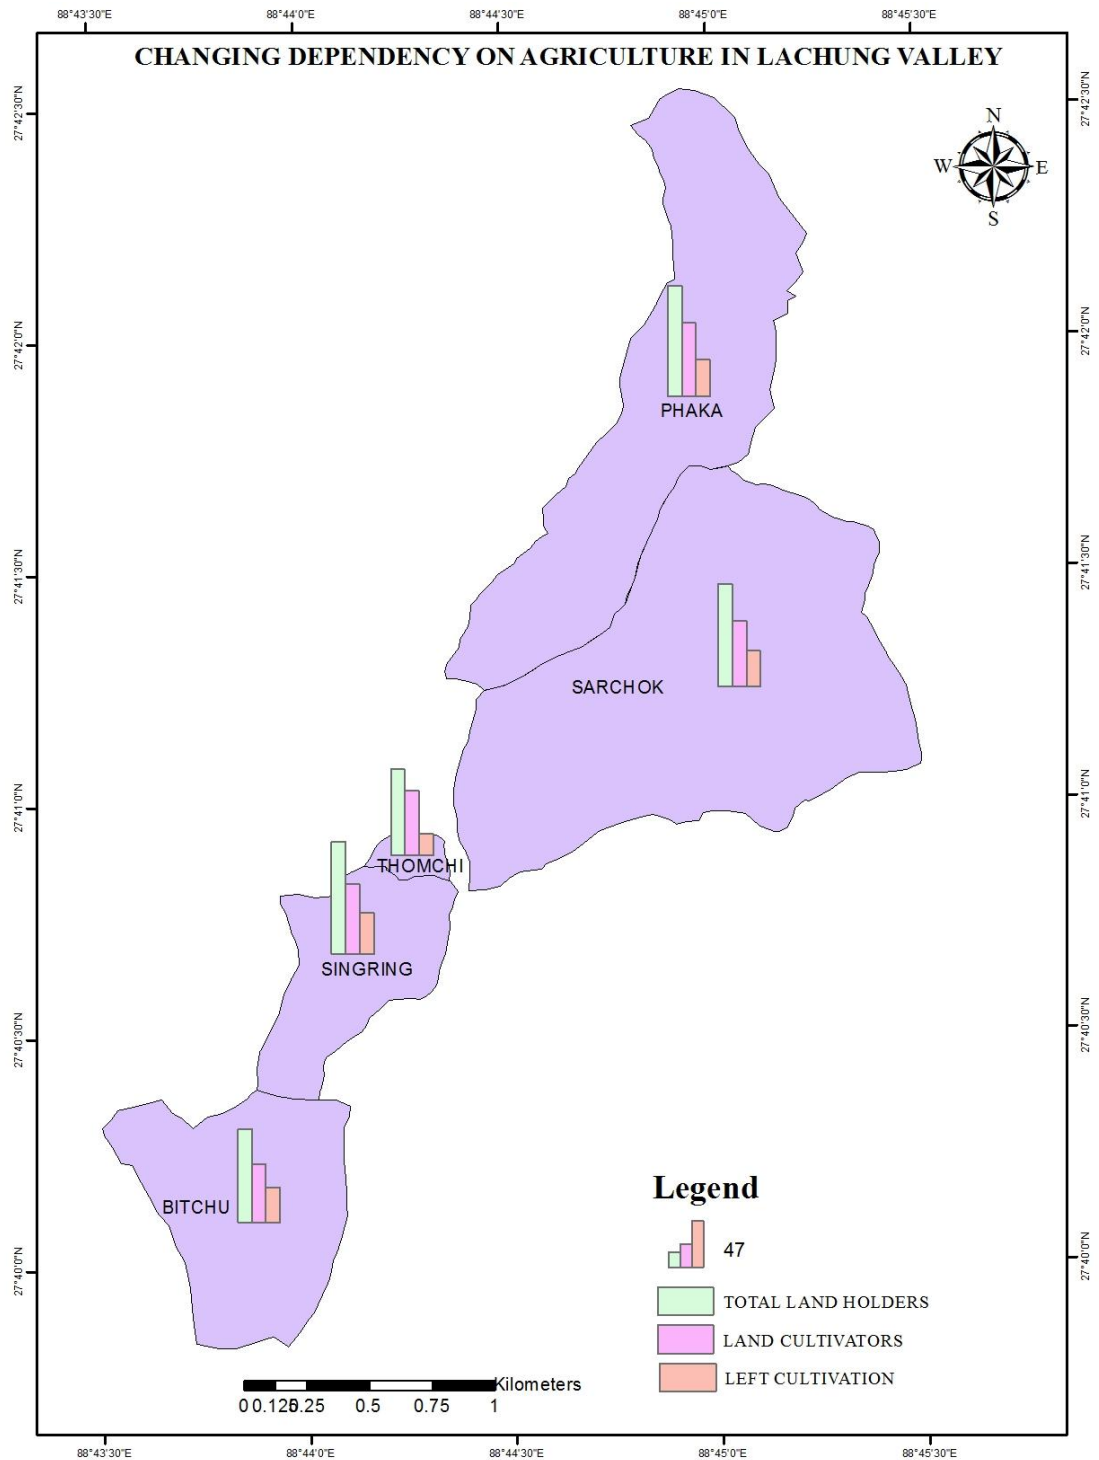 88°43'30"E 88°44'0"E 88°44'30"E 88°45'0"E 88°45'30"E
CHANGING DEPENDENCY ON AGRICULTURE IN LACHUNG VALLEY
27°42'30"N
27°42'30"N
N
W E
S
27°42'0"N
27°42'0"N
PHAKA
27°41'30"N
27°41'30"N
SARCHOK
27°41'0"N
27°41'0"N
THOMCHI
SINGRING
27°40'30"N
27°40'30"N
BITCHU
Legend
47
27°40'0"N
27°40'0"N
TOTAL LAND HOLDERS
LAND CULTIVATORS
LEFT CULTIVATION
Kilometers
0 0.125 0.25 0.5 0.75 1
88°43'30"E 88°44'0"E 88°44'30"E 88°45'0"E 88°45'30"E